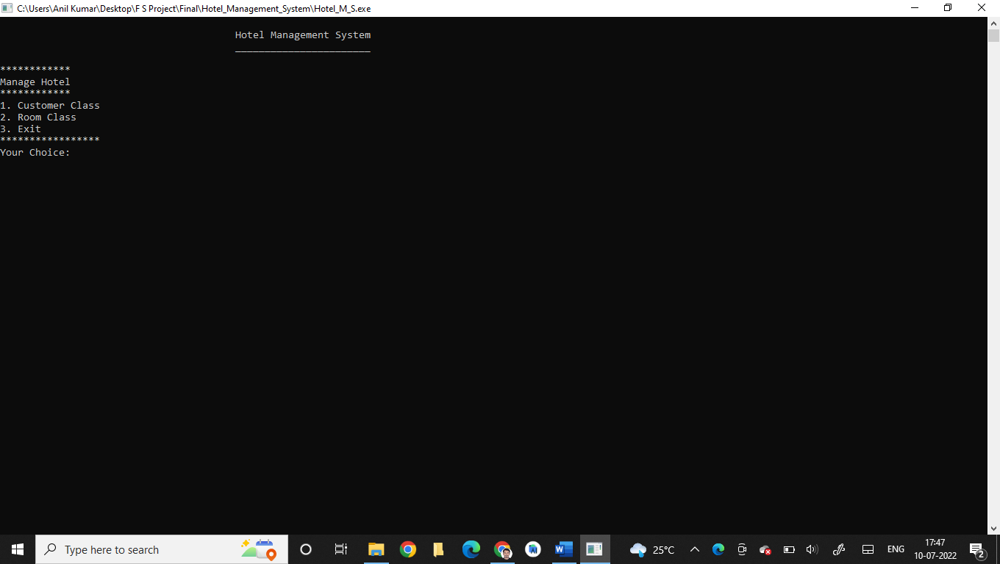 C:\Users\Anil Kumar\Desktop\F S Project\Final\Hotel_Management_System\Hotel_M_S.exe
Hotel Management System
_______________________
************
Manage Hotel
************
1. Customer Class
2. Room Class
3. Exit
*****************
Your Choice:
Type here to search
25°C
ENG
17:47
10-07-2022
2